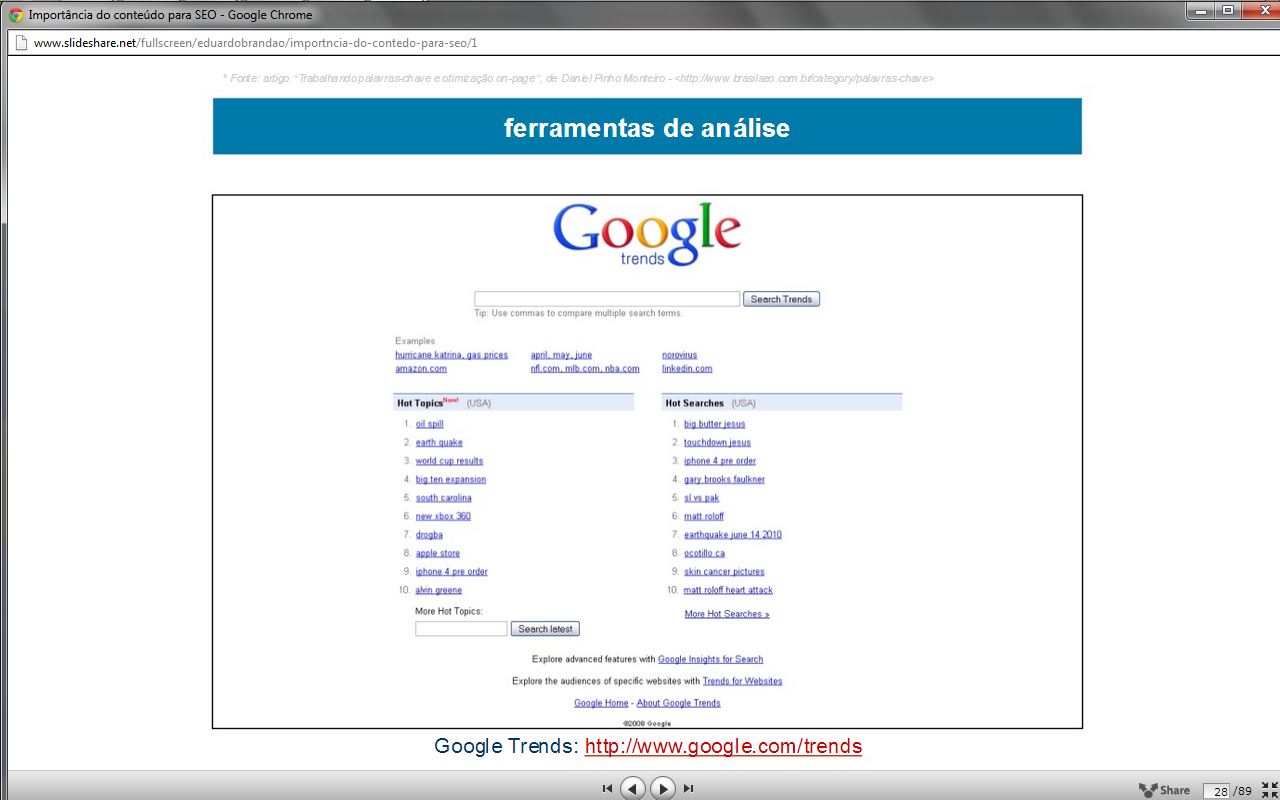 Importância do conteúdo para SEO - Google Chrome
www.slideshare.net/fullscreen/eduardobrandao/importncia-do-contedo-para-seo/1
* Fonte: artigo "Trabalhando palavras-chave e otimização on-page", de Daniel Pinho Monteiro - <http://www.brasilseo.com.br/category/palavras-chave>
ferramentas de análise
Google
trends
Search Trends
Tip: Use commas to compare multiple search terms.
Examples
hurricane katrina, gas prices april, may, june norovirus
amazon.com nfl.com, mlb.com, nba.com linkedin.com
Hot Topics New! (USA)
1. oil spill
2. earth quake
3. world cup results
4. big ten expansion
5. south carolina
6. new xbox 360
7. drogba
8. apple store
9. iphone 4 pre order
10. alvin greene
More Hot Topics:
Search latest
Hot Searches (USA)
1. big butter jesus
2. touchdown jesus
3. iphone 4 pre order
4. gary brooks faulkner
5. sl vs pak
6. matt roloff
7. earthquake june 14 2010
8. ocotillo ca
9. skin cancer pictures
10. matt roloff heart attack
More Hot Searches »
Explore advanced features with Google Insights for Search
Explore the audiences of specific websites with Trends for Websites
Google Home - About Google Trends
©2009 Google
Google Trends: http://www.google.com/trends
Share 28 /89